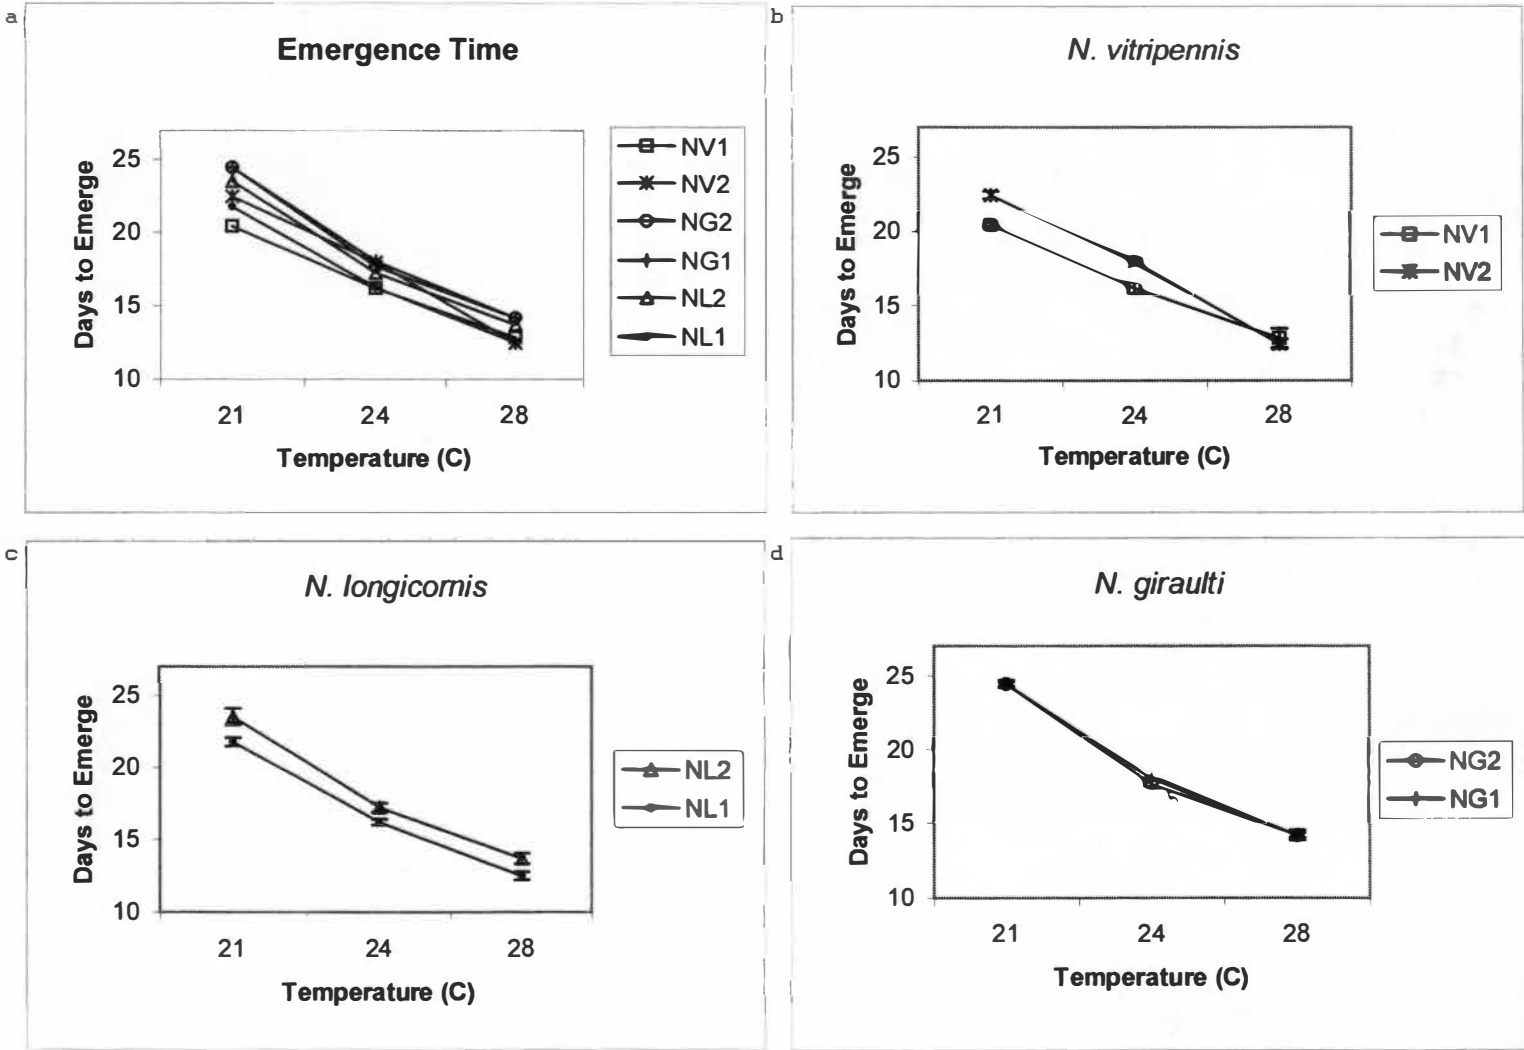 a
Emergence Time
Days to Emerge
25
20
15
10
21 24 28
Temperature (C)
NV1
NV2
NG2
NG1
NL2
NL1
b
N. vitripennis
Days to Emerge
25
20
15
10
21 24 28
Temperature (C)
NV1
NV2
c
N. longicornis
Days to Emerge
25
20
15
10
21 24 28
Temperature (C)
NL2
NL1
d
N. giraulti
Days to Emerge
25
20
15
10
21 24 28
Temperature (C)
NG2
NG1